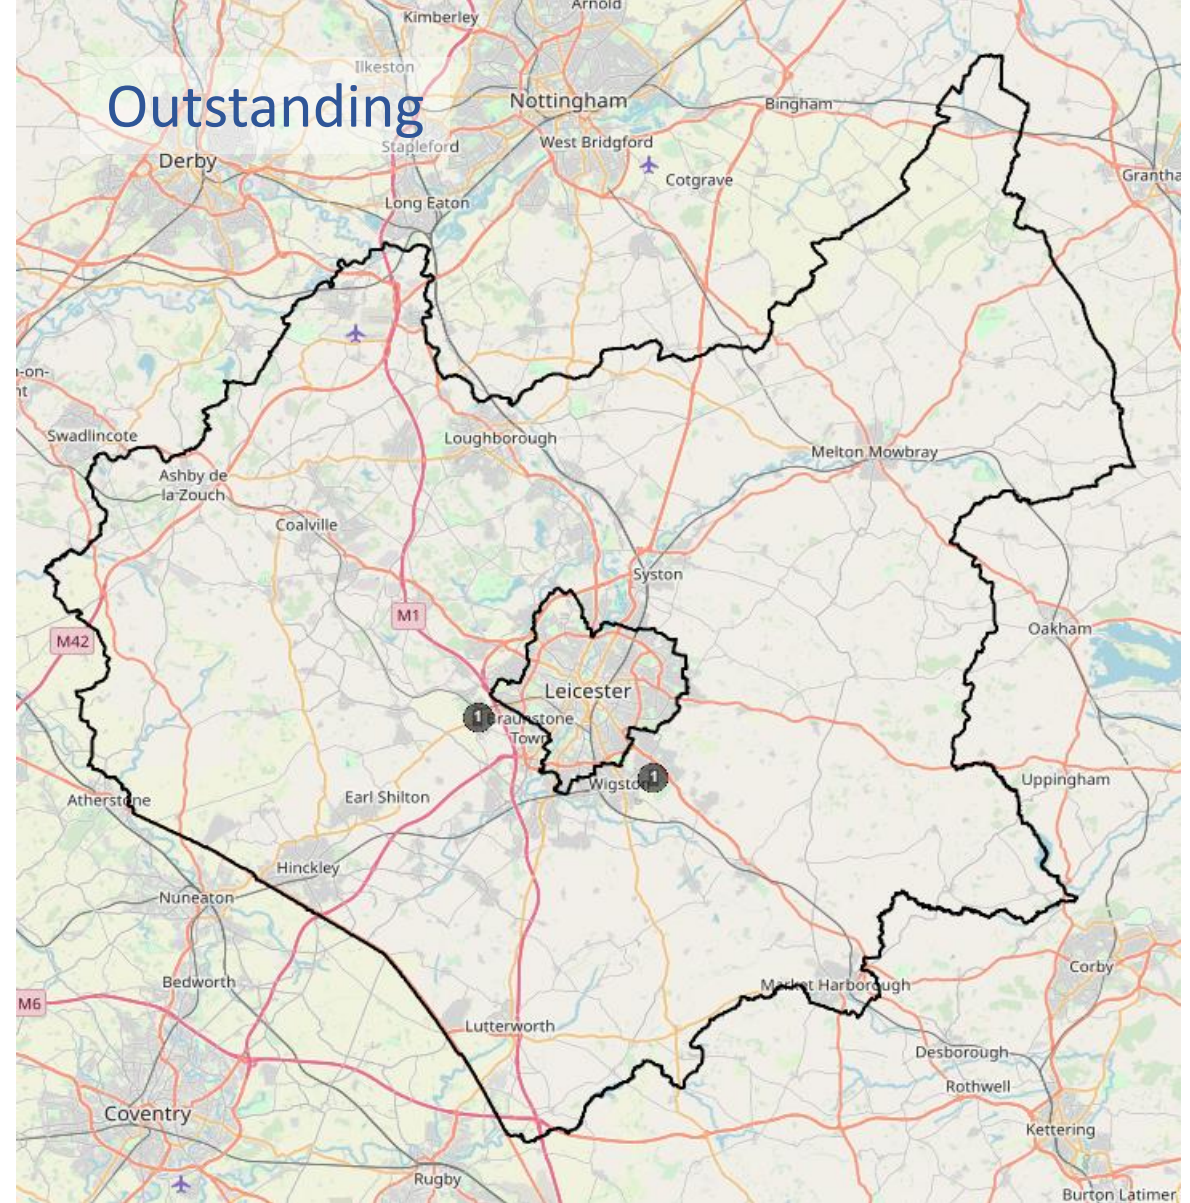 Kimberley
Arnold
Ilkeston
Outstanding
Nottingham
Bingham
West Bridgford
Stapleford
Derby
Cotgrave
Grantha
Long Eaton
-on-
nt
Swadlincote
Loughborough
Melton Mowbray
Ashby de
la Zouch
Coalville
Syston
M1
Oakham
M42
Leicester
1
Braunstone
Town
1
Wigston
Uppingham
Atherstone
Earl Shilton
Hinckley
Nuneaton
Corby
Bedworth
Market Harborough
M6
Lutterworth
Desborough
Rothwell
Coventry
Kettering
Rugby
Burton Latimer